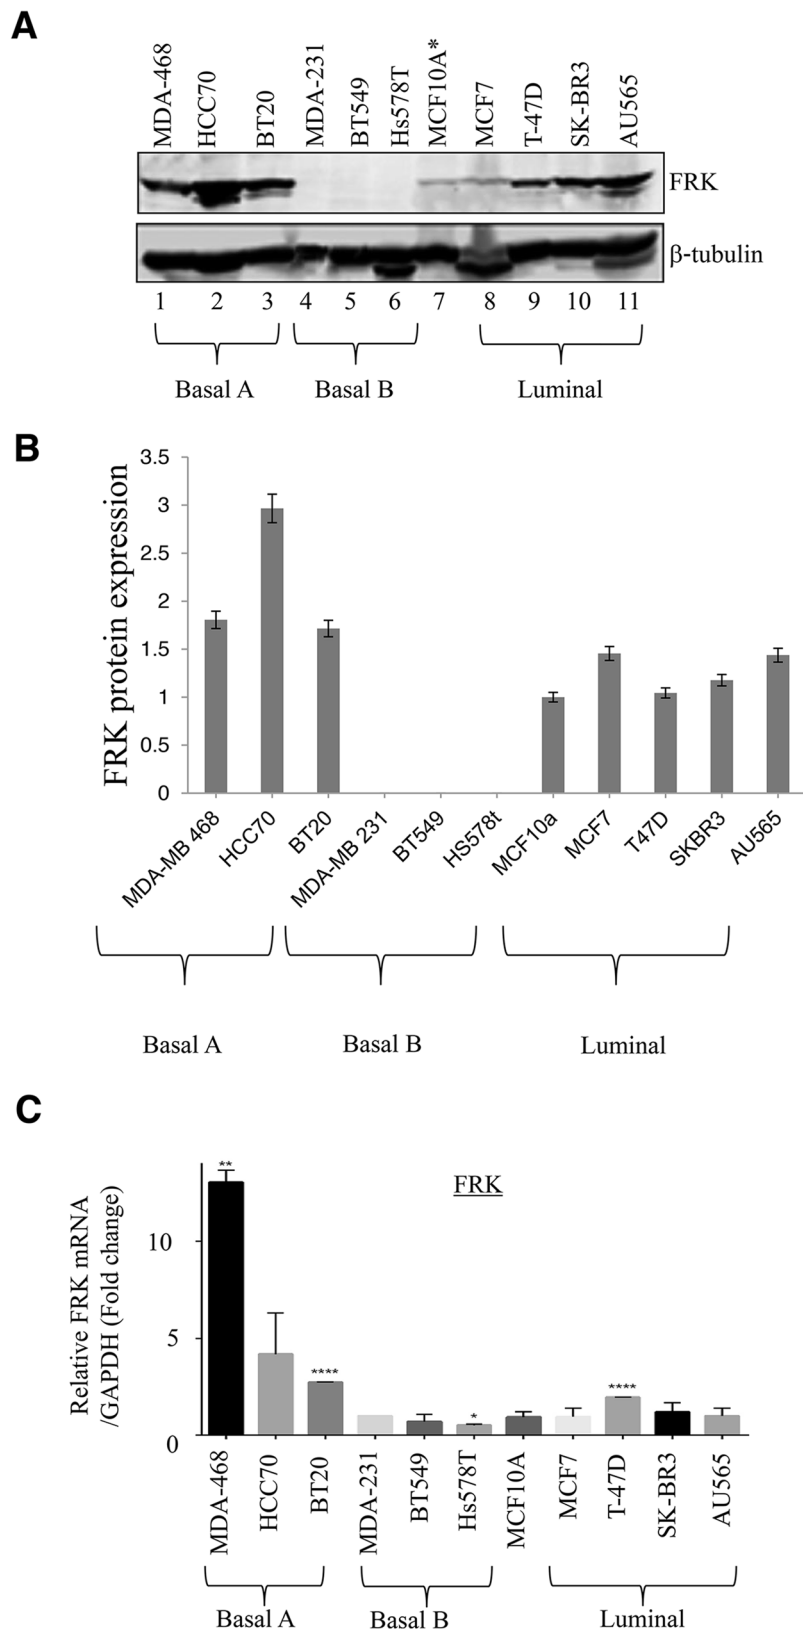 A
MDA-468 HCC70 BT20 MDA-231 BT549 Hs578T MCF10A* MCF7 T-47D SK-BR3 AU565
FRK
β-tubulin
1 2 3 4 5 6 7 8 9 10 11
Basal A Basal B Luminal
B
FRK protein expression
3.5
3
2.5
2
1.5
1
0.5
0
MDA-MB 468 HCC70 BT20 MDA-MB 231 BT549 HS578t MCF10a MCF7 T47D SKBR3 AU565
Basal A Basal B Luminal
C
Relative FRK mRNA
/GAPDH (Fold change)
FRK
**
10
5
****
*
****
0
MDA-468 HCC70 BT20 MDA-231 BT549 Hs578T MCF10A MCF7 T-47D SK-BR3 AU565
Basal A Basal B Luminal